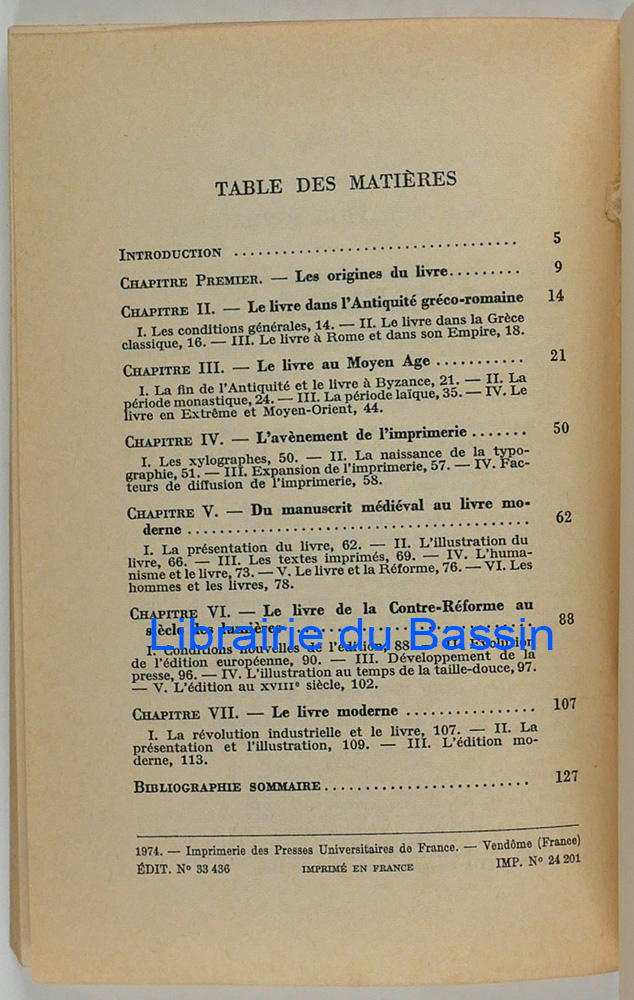 TABLE DES MATIÈRES
INTRODUCTION .................................. 5
CHAPITRE PREMIER. — Les origines du livre......... 9
CHAPITRE II. — Le livre dans l'Antiquité gréco-romaine 14
I. Les conditions générales, 14. — II. Le livre dans la Grèce
classique, 16. — III. Le livre à Rome et dans son Empire, 18.
CHAPITRE III. — Le livre au Moyen Age ........... 21
I. La fin de l'Antiquité et le livre à Byzance, 21. — II. La
période monastique, 24. — III. La période laïque, 35. — IV. Le
livre en Extrême et Moyen-Orient, 44.
CHAPITRE IV. — L'avènement de l'imprimerie ....... 50
I. Les xylographes, 50. — II. La naissance de la typo-
graphie, 51. — III. Expansion de l'imprimerie, 57. — IV. Fac-
teurs de diffusion de l'imprimerie, 58.
CHAPITRE V. — Du manuscrit médiéval au livre mo-
derne ......................................... 62
I. La présentation du livre, 62. — II. L'illustration du
livre, 66. — III. Les textes imprimés, 69. — IV. L'huma-
nisme et le livre, 73. — V. Le livre et la Réforme, 76. — VI. Les
hommes et les livres, 78.
CHAPITRE VI. — Le livre de la Contre-Réforme au
siècle des lumières .............................. 88
Librairie du Bassin
I. Conditions nouvelles de l'édition, 88. — II. Evolution
de l'édition européenne, 90. — III. Développement de la
presse, 96. — IV. L'illustration au temps de la taille-douce, 97.
— V. L'édition au XVIIIe siècle, 102.
CHAPITRE VII. — Le livre moderne ................ 107
I. La révolution industrielle et le livre, 107. — II. La
présentation et l'illustration, 109. — III. L'édition mo-
derne, 113.
BIBLIOGRAPHIE SOMMAIRE......................... 127
1974. — Imprimerie des Presses Universitaires de France. — Vendôme (France)
ÉDIT. N° 33 436 IMPRIMÉ EN FRANCE IMP. N° 24 201